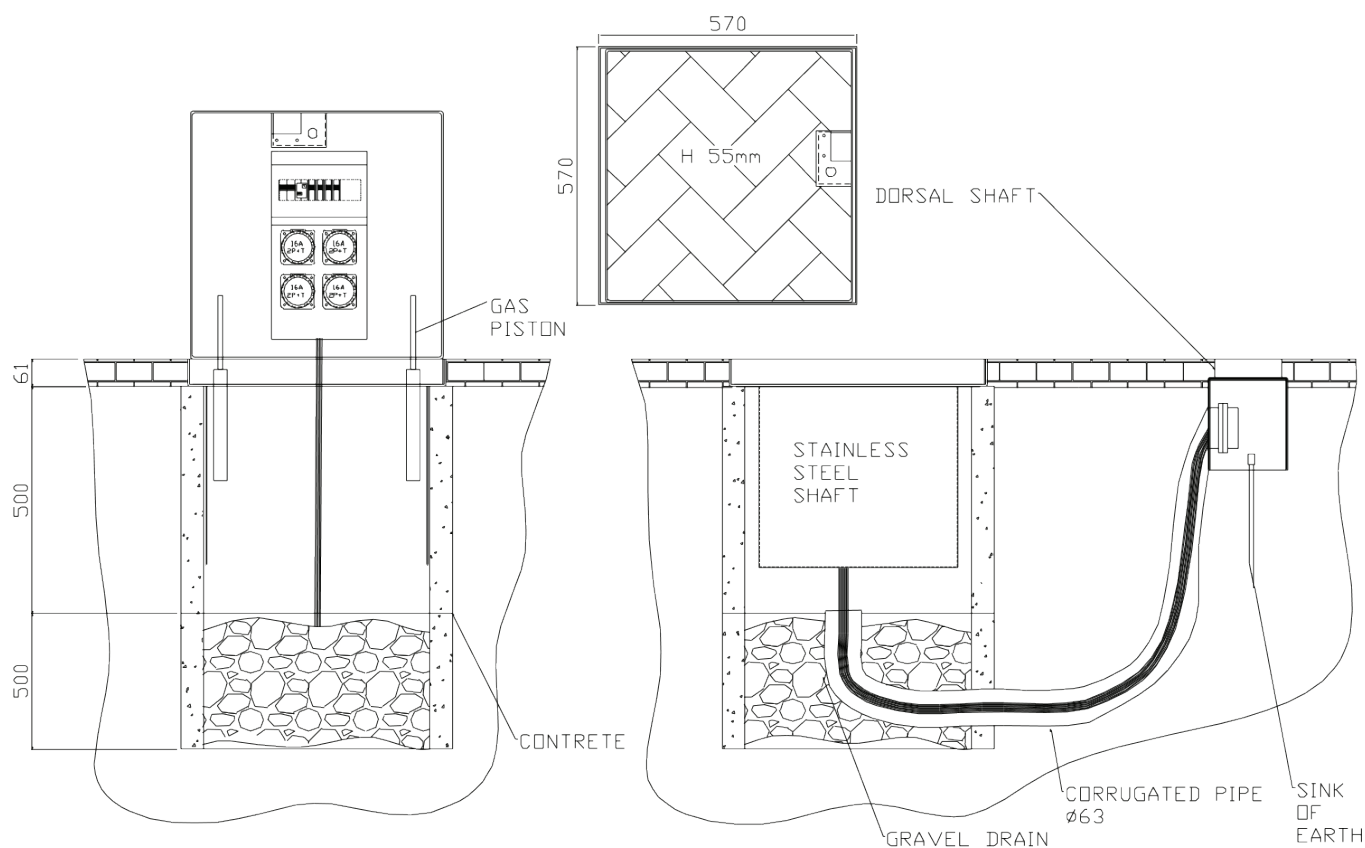 570
570
H 55mm
DORSAL SHAFT
16A
2P+T
16A
2P+T
16A
2P+T
16A
2P+T
GAS
PISTON
61
500
500
STAINLESS
STEEL
SHAFT
CONTRETE
CORRUGATED PIPE
Ø63
GRAVEL DRAIN
SINK
OF
EARTH